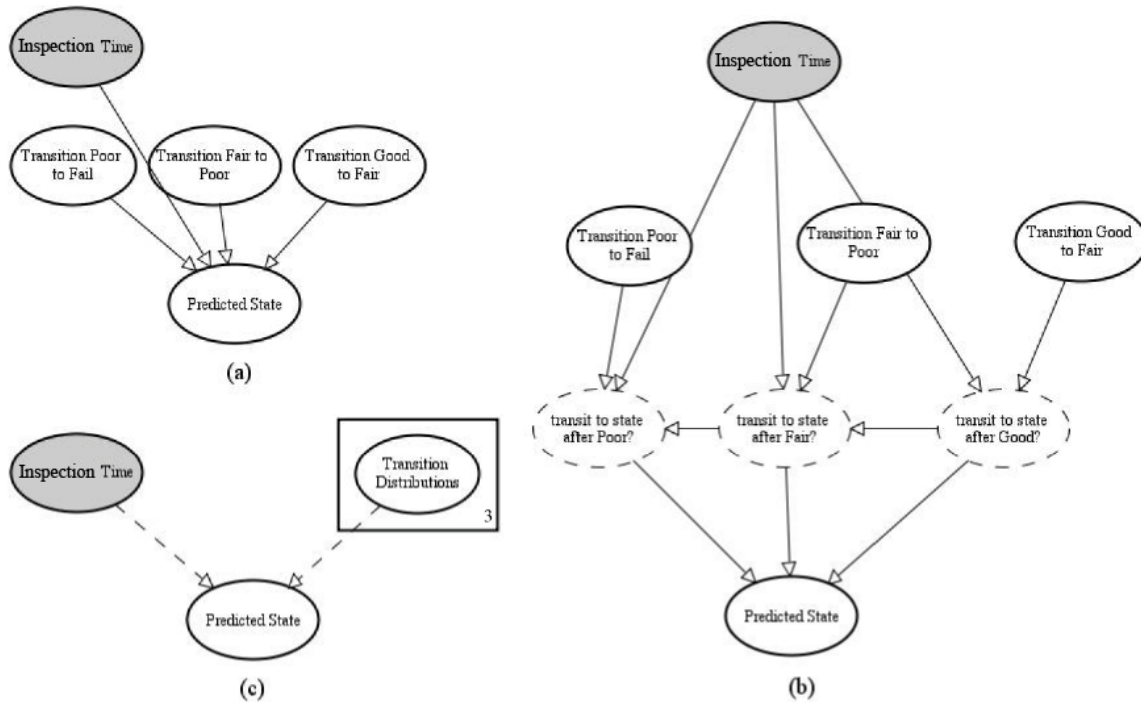 Inspection Time
Transition Poor
to Fail
Transition Fair to
Poor
Transition Good
to Fair
Predicted State
(a)
Inspection Time
Transition
Distributions
3
Predicted State
(c)
Inspection Time
Transition Poor
to Fail
Transition Fair to
Poor
Transition Good
to Fair
transit to state
after Poor?
transit to state
after Fair?
transit to state
after Good?
Predicted State
(b)